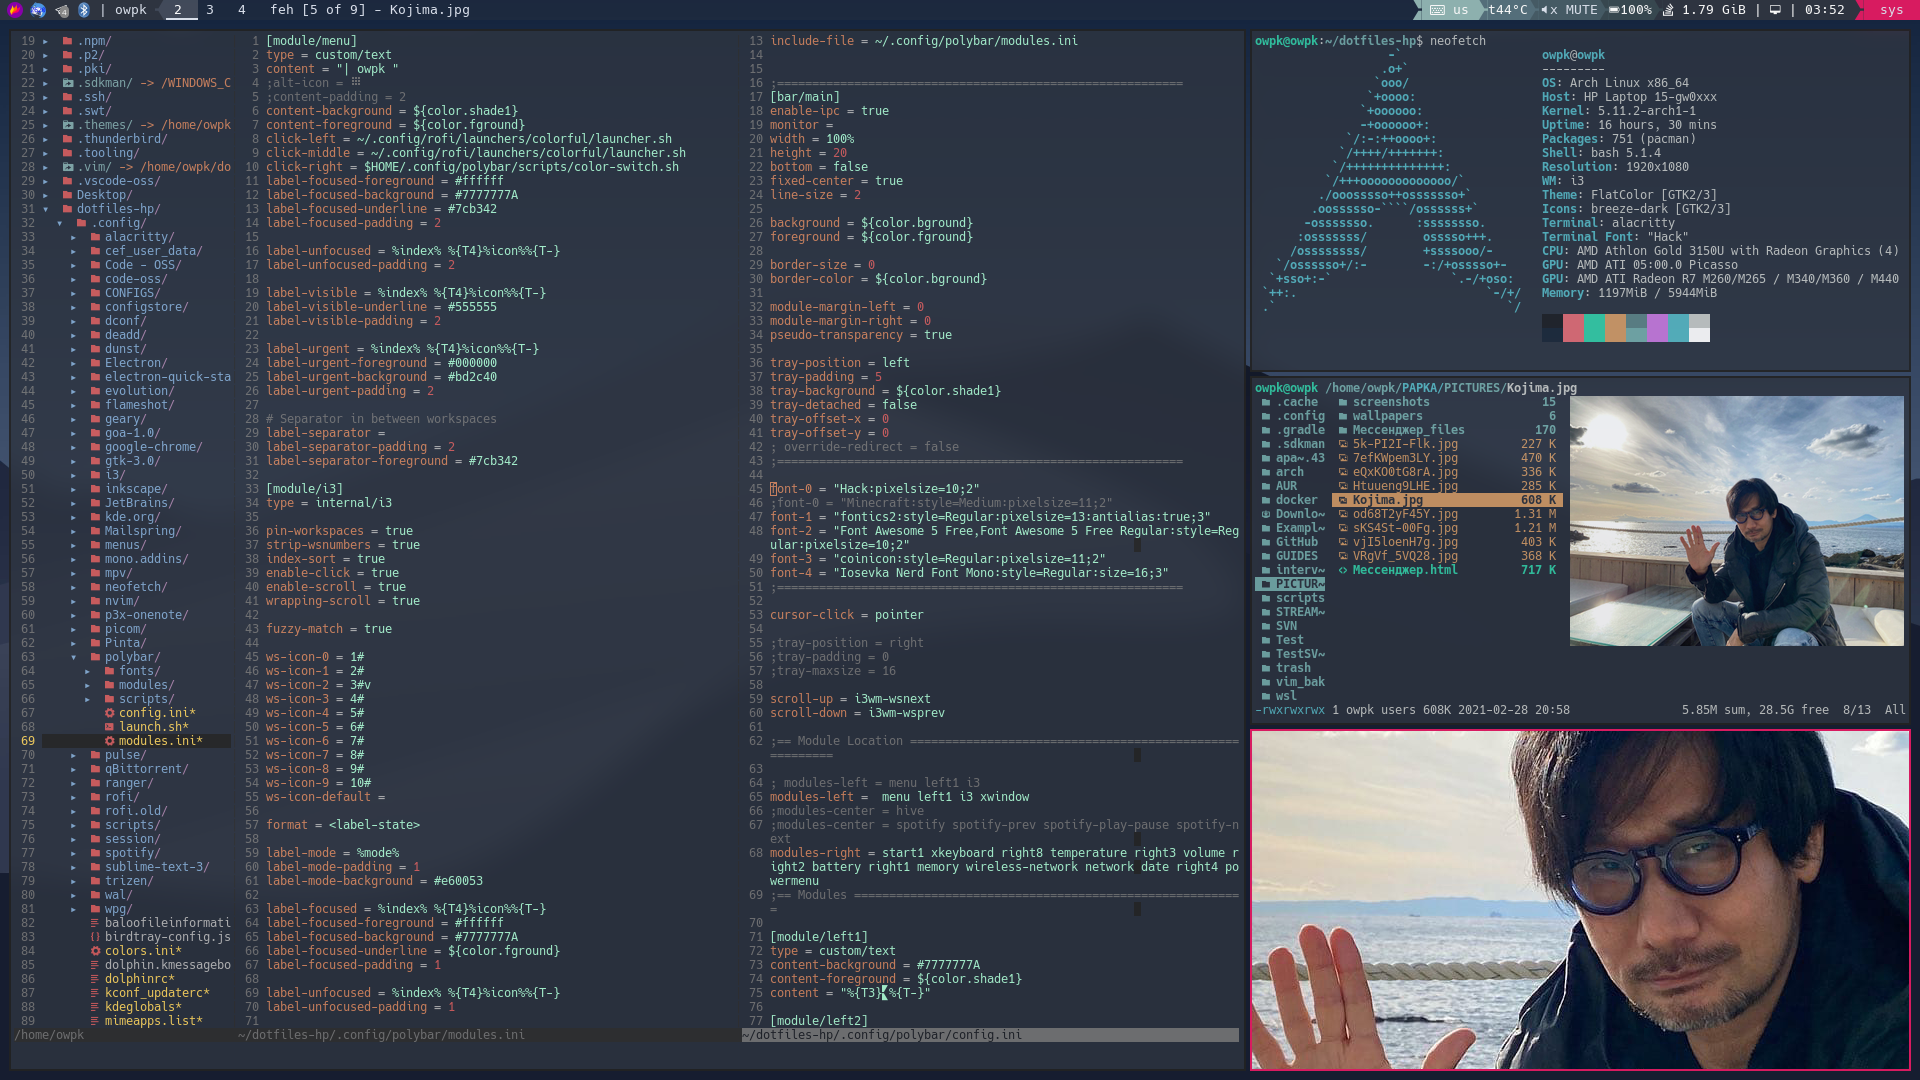 | owpk 2 3 4 feh [5 of 9] - Kojima.jpg us t44°C MUTE 100% 1.79 GiB | | 03:52 sys
19 ▸ .npm/
20 ▸ .p2/
21 ▸ .pki/
22 ▸ .sdkman/ -> /WINDOWS_C
23 ▸ .ssh/
24 ▸ .swt/
25 ▸ .themes/ -> /home/owpk
26 ▸ .thunderbird/
27 ▸ .tooling/
28 ▸ .vim/ -> /home/owpk/do
29 ▸ .vscode-oss/
30 ▸ Desktop/
31 ▾ dotfiles-hp/
32 ▾ .config/
33 ▸ alacritty/
34 ▸ cef_user_data/
35 ▸ Code - OSS/
36 ▸ code-oss/
37 ▸ CONFIGS/
38 ▸ configstore/
39 ▸ dconf/
40 ▸ deadd/
41 ▸ dunst/
42 ▸ Electron/
43 ▸ electron-quick-sta
44 ▸ evolution/
45 ▸ flameshot/
46 ▸ geary/
47 ▸ goa-1.0/
48 ▸ google-chrome/
49 ▸ gtk-3.0/
50 ▸ i3/
51 ▸ inkscape/
52 ▸ JetBrains/
53 ▸ kde.org/
54 ▸ Mailspring/
55 ▸ menus/
56 ▸ mono.addins/
57 ▸ mpv/
58 ▸ neofetch/
59 ▸ nvim/
60 ▸ p3x-onenote/
61 ▸ picom/
62 ▸ Pinta/
63 ▾ polybar/
64 ▸ fonts/
65 ▸ modules/
66 ▸ scripts/
67 config.ini*
68 launch.sh*
69 modules.ini*
70 ▸ pulse/
71 ▸ qBittorrent/
72 ▸ ranger/
73 ▸ rofi/
74 ▸ rofi.old/
75 ▸ scripts/
76 ▸ session/
77 ▸ spotify/
78 ▸ sublime-text-3/
79 ▸ trizen/
80 ▸ wal/
81 ▸ wpg/
82 baloofileinformati
83 birdtray-config.js
84 colors.ini*
85 dolphin.kmessagebo
86 dolphinrc*
87 kconf_updaterc*
88 kdeglobals*
89 mimeapps.list*
/home/owpk
1 [module/menu]
2 type = custom/text
3 content = "| owpk "
4 ;alt-icon =
5 ;content-padding = 2
6 content-background = ${color.shade1}
7 content-foreground = ${color.fground}
8 click-left = ~/.config/rofi/launchers/colorful/launcher.sh
9 click-middle = ~/.config/rofi/launchers/colorful/launcher.sh
10 click-right = $HOME/.config/polybar/scripts/color-switch.sh
11 label-focused-foreground = #ffffff
12 label-focused-background = #7777777A
13 label-focused-underline = #7cb342
14 label-focused-padding = 2
15
16 label-unfocused = %index% %{T4}%icon%%{T-}
17 label-unfocused-padding = 2
18
19 label-visible = %index% %{T4}%icon%%{T-}
20 label-visible-underline = #555555
21 label-visible-padding = 2
22
23 label-urgent = %index% %{T4}%icon%%{T-}
24 label-urgent-foreground = #000000
25 label-urgent-background = #bd2c40
26 label-urgent-padding = 2
27
28 # Separator in between workspaces
29 label-separator =
30 label-separator-padding = 2
31 label-separator-foreground = #7cb342
32
33 [module/i3]
34 type = internal/i3
35
36 pin-workspaces = true
37 strip-wsnumbers = true
38 index-sort = true
39 enable-click = true
40 enable-scroll = true
41 wrapping-scroll = true
42
43 fuzzy-match = true
44
45 ws-icon-0 = 1#
46 ws-icon-1 = 2#
47 ws-icon-2 = 3#v
48 ws-icon-3 = 4#
49 ws-icon-4 = 5#
50 ws-icon-5 = 6#
51 ws-icon-6 = 7#
52 ws-icon-7 = 8#
53 ws-icon-8 = 9#
54 ws-icon-9 = 10#
55 ws-icon-default =
56
57 format = <label-state>
58
59 label-mode = %mode%
60 label-mode-padding = 1
61 label-mode-background = #e60053
62
63 label-focused = %index% %{T4}%icon%%{T-}
64 label-focused-foreground = #ffffff
65 label-focused-background = #7777777A
66 label-focused-underline = ${color.fground}
67 label-focused-padding = 1
68
69 label-unfocused = %index% %{T4}%icon%%{T-}
70 label-unfocused-padding = 1
71
~/dotfiles-hp/.config/polybar/modules.ini
13 include-file = ~/.config/polybar/modules.ini
14
15
16 ;==========================================================
17 [bar/main]
18 enable-ipc = true
19 monitor =
20 width = 100%
21 height = 20
22 bottom = false
23 fixed-center = true
24 line-size = 2
25
26 background = ${color.bground}
27 foreground = ${color.fground}
28
29 border-size = 0
30 border-color = ${color.bground}
31
32 module-margin-left = 0
33 module-margin-right = 0
34 pseudo-transparency = true
35
36 tray-position = left
37 tray-padding = 5
38 tray-background = ${color.shade1}
39 tray-detached = false
40 tray-offset-x = 0
41 tray-offset-y = 0
42 ; override-redirect = false
43 ;==========================================================
44
45 font-0 = "Hack:pixelsize=10;2"
46 ;font-0 = "Minecraft:style=Medium:pixelsize=11;2"
47 font-1 = "fontics2:style=Regular:pixelsize=13:antialias:true;3"
48 font-2 = "Font Awesome 5 Free,Font Awesome 5 Free Regular:style=Reg
ular:pixelsize=10;2"
49 font-3 = "coinicon:style=Regular:pixelsize=11;2"
50 font-4 = "Iosevka Nerd Font Mono:style=Regular:size=16;3"
51 ;==========================================================
52
53 cursor-click = pointer
54
55 ;tray-position = right
56 ;tray-padding = 0
57 ;tray-maxsize = 16
58
59 scroll-up = i3wm-wsnext
60 scroll-down = i3wm-wsprev
61
62 ;== Module Location ===============================================
=========
63
64 ; modules-left = menu left1 i3
65 modules-left =  menu left1 i3 xwindow
66 ;modules-center = hive
67 ;modules-center = spotify spotify-prev spotify-play-pause spotify-n
ext
68 modules-right = start1 xkeyboard right8 temperature right3 volume r
ight2 battery right1 memory wireless-network network date right4 po
wermenu
69 ;== Modules =======================================================
=
70
71 [module/left1]
72 type = custom/text
73 content-background = #7777777A
74 content-foreground = ${color.shade1}
75 content = "%{T3} %{T-}"
76
77 [module/left2]
~/dotfiles-hp/.config/polybar/config.ini
owpk@owpk:~/dotfiles-hp$ neofetch
owpk@owpk
---------
OS: Arch Linux x86_64
Host: HP Laptop 15-gw0xxx
Kernel: 5.11.2-arch1-1
Uptime: 16 hours, 30 mins
Packages: 751 (pacman)
Shell: bash 5.1.4
Resolution: 1920x1080
WM: i3
Theme: FlatColor [GTK2/3]
Icons: breeze-dark [GTK2/3]
Terminal: alacritty
Terminal Font: "Hack"
CPU: AMD Athlon Gold 3150U with Radeon Graphics (4)
GPU: AMD ATI 05:00.0 Picasso
GPU: AMD ATI Radeon R7 M260/M265 / M340/M360 / M440
Memory: 1197MiB / 5944MiB
owpk@owpk /home/owpk/PAPKA/PICTURES/Kojima.jpg
.cache screenshots 15
.config wallpapers 6
.gradle Мессенджер_files 170
.sdkman 5k-PI2I-Flk.jpg 227 K
apa~.43 7efKWpem3LY.jpg 470 K
arch eQxKO0tG8rA.jpg 336 K
AUR Htuueng9LHE.jpg 285 K
docker Kojima.jpg 608 K
Downlo~ od68T2yF45Y.jpg 1.31 M
Exampl~ sKS4St-00Fg.jpg 1.21 M
GitHub vjI5loenH7g.jpg 403 K
GUIDES VRgVf_5VQ28.jpg 368 K
interv~ Мессенджер.html 717 K
PICTUR~
scripts
STREAM~
SVN
Test
TestSV~
trash
vim_bak
wsl
-rwxrwxrwx 1 owpk users 608K 2021-02-28 20:58 5.85M sum, 28.5G free 8/13 All